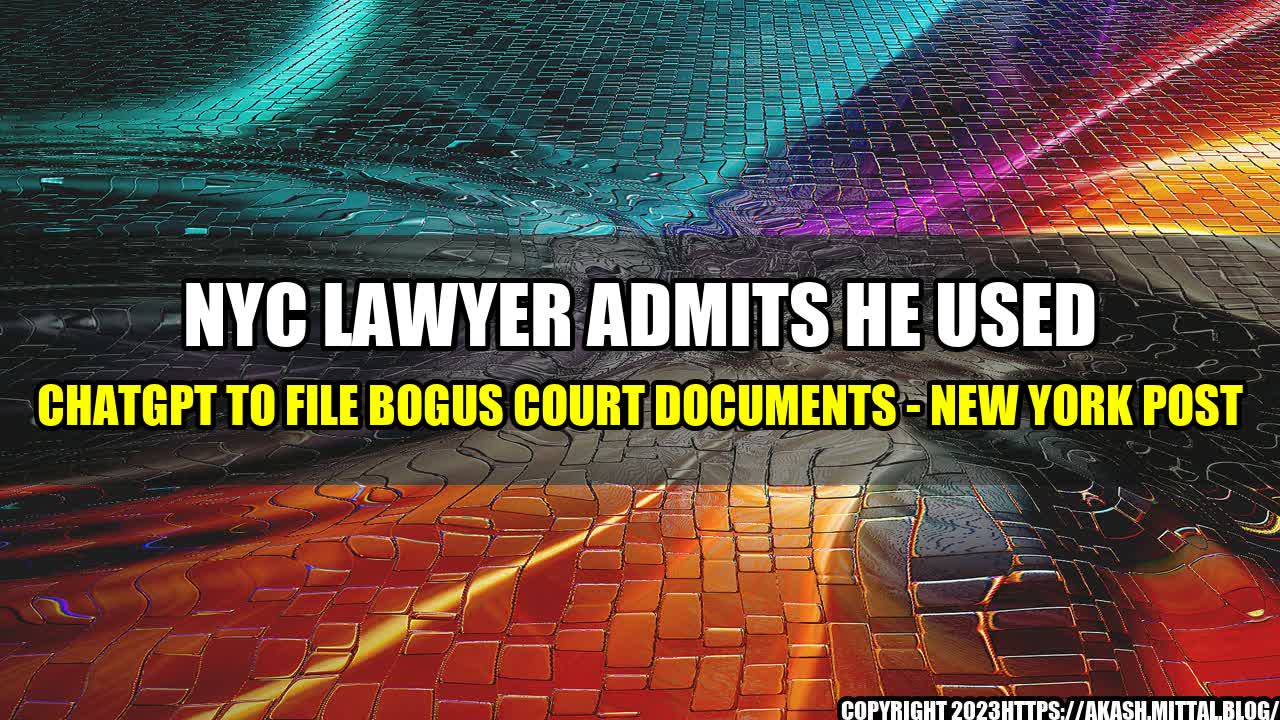 NYC LAWYER ADMITS HE USED
CHATGPT TO FILE BOGUS COURT DOCUMENTS - NEW YORK POST
COPYRIGHT 2023HTTPS://AKASH.MITTAL.BLOG/